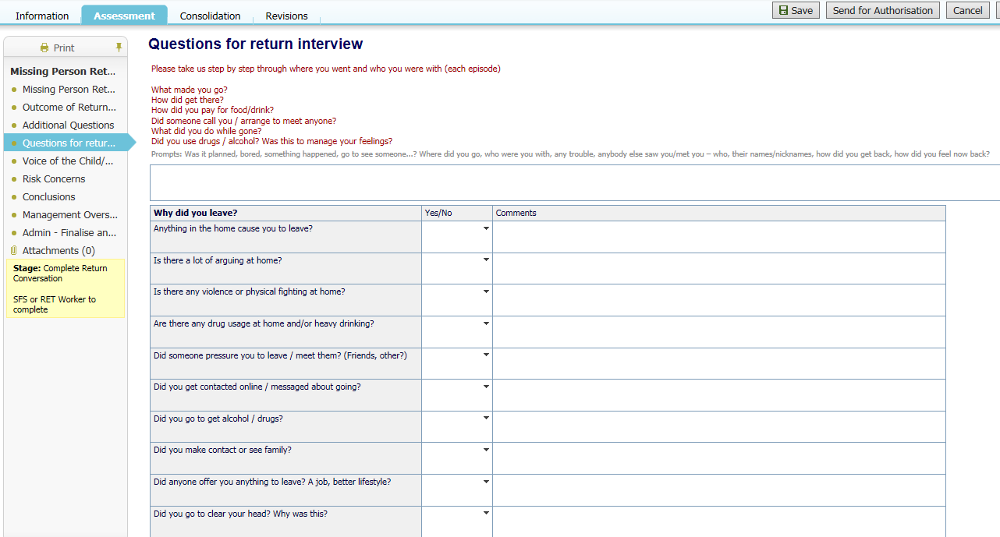 Information
Assessment
Consolidation
Revisions
Save
Send for Authorisation
Cancel
Print
Missing Person Ret...
Missing Person Ret...
Outcome of Return...
Additional Questions
Questions for retur...
Voice of the Child/...
Risk Concerns
Conclusions
Management Overs...
Admin - Finalise an...
Attachments (0)
Stage: Complete Return
Conversation
SFS or RET Worker to
complete
Questions for return interview
Please take us step by step through where you went and who you were with (each episode)
What made you go?
How did get there?
How did you pay for food/drink?
Did someone call you / arrange to meet anyone?
What did you do while gone?
Did you use drugs / alcohol? Was this to manage your feelings?
Prompts: Was it planned, bored, something happened, go to see someone...? Where did you go, who were you with, any trouble, anybody else saw you/met you – who, their names/nicknames, how did you get back, how did you feel now back?
Why did you leave? Yes/No Comments
Anything in the home cause you to leave?
Is there a lot of arguing at home?
Is there any violence or physical fighting at home?
Are there any drug usage at home and/or heavy drinking?
Did someone pressure you to leave / meet them? (Friends, other?)
Did you get contacted online / messaged about going?
Did you go to get alcohol / drugs?
Did you make contact or see family?
Did anyone offer you anything to leave? A job, better lifestyle?
Did you go to clear your head? Why was this?